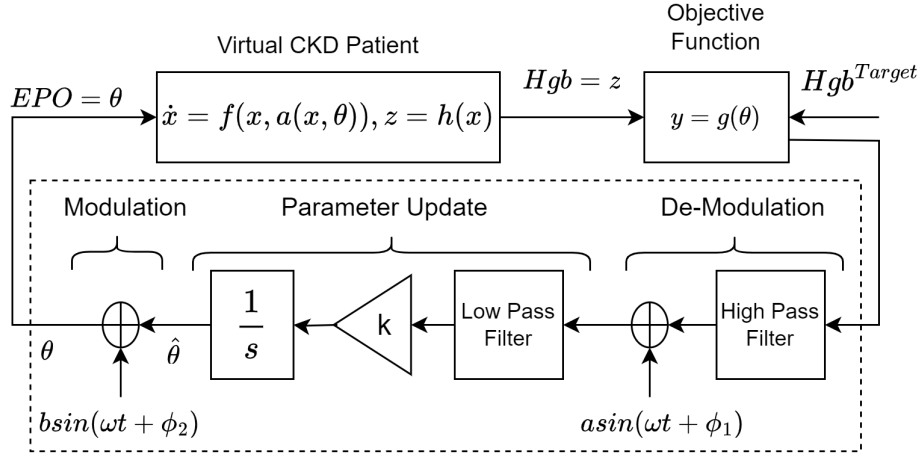 Objective
Function
Virtual CKD Patient
EPO = θ
ẋ = f(x, a(x, θ)), z = h(x)
Hgb = z
y = g(θ)
Hgb^{Target}
Modulation
Parameter Update
De-Modulation
1
s
k
Low Pass
Filter
High Pass
Filter
θ
θ̂
bsin(ωt + ϕ₂)
asin(ωt + ϕ₁)